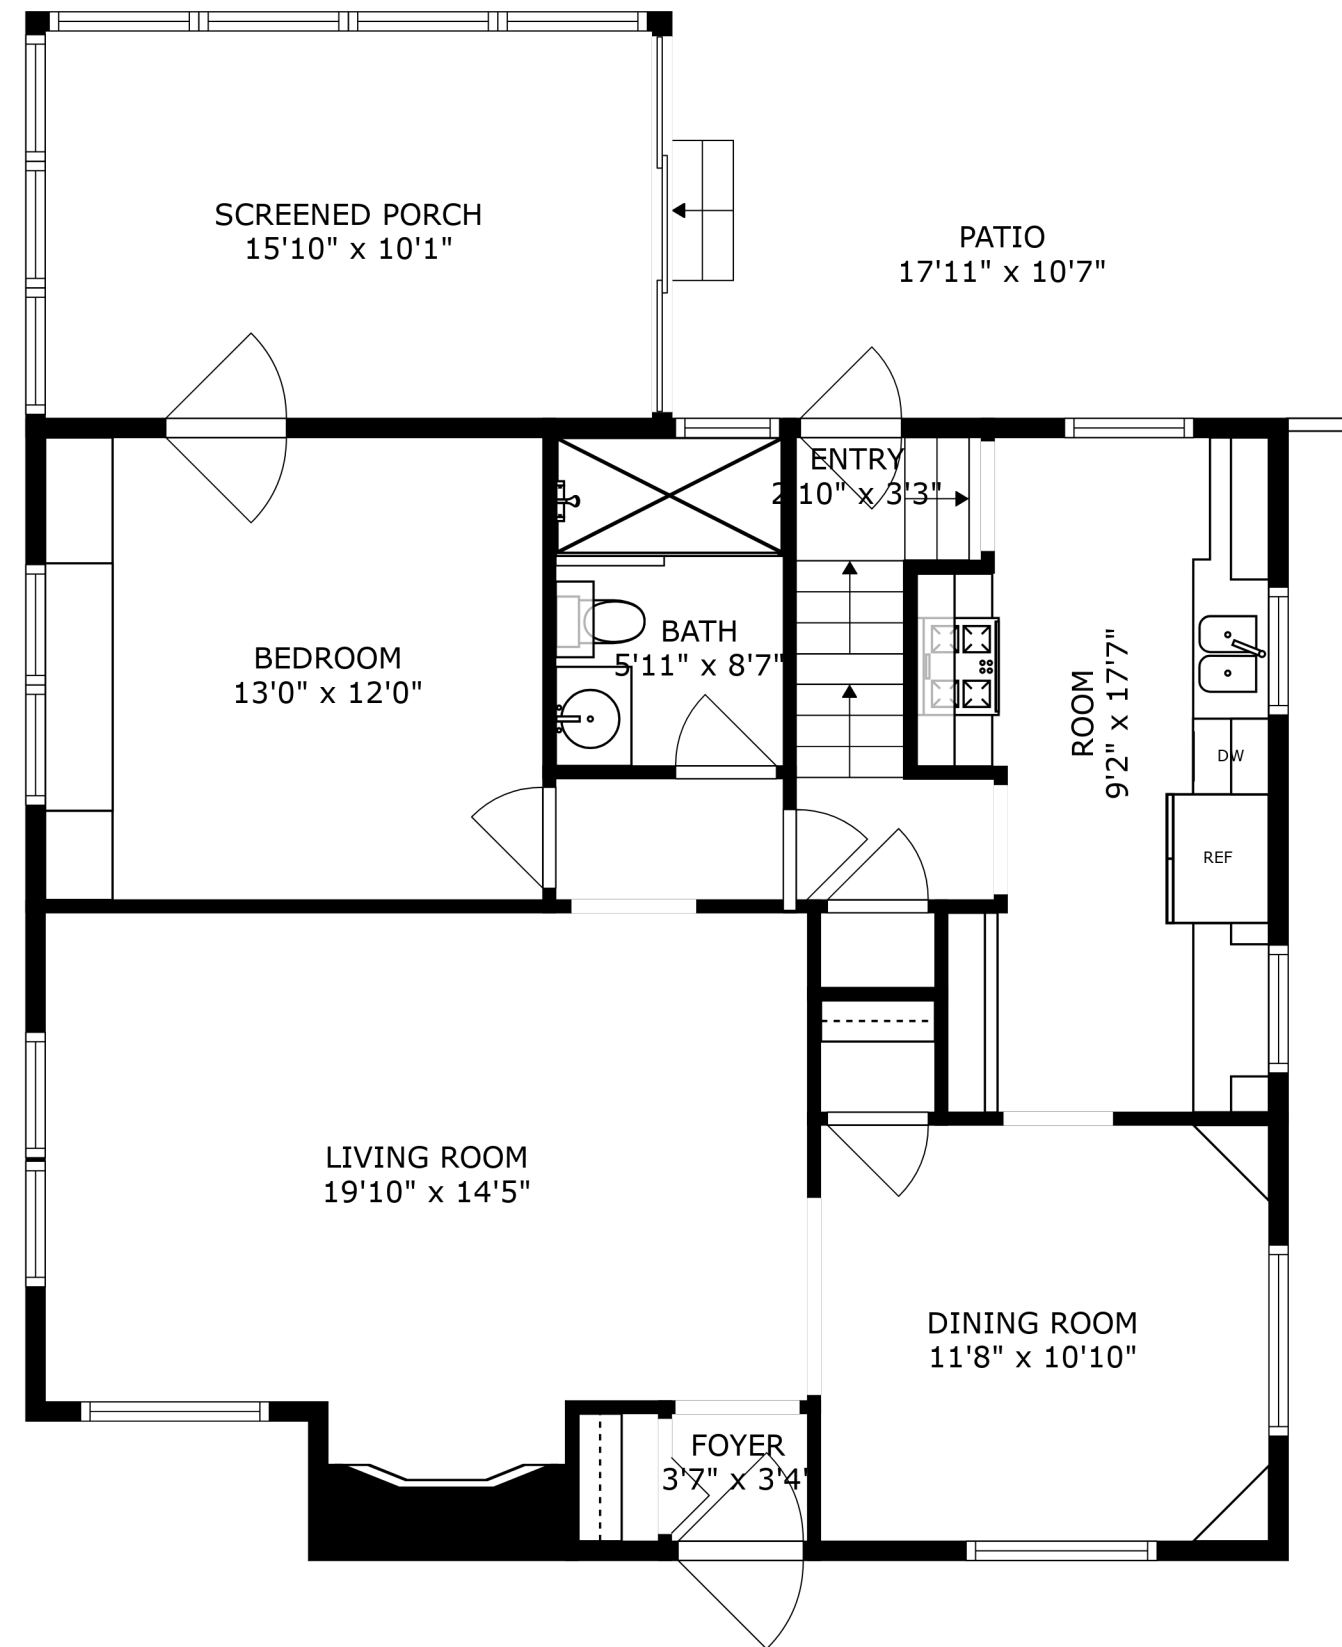 SCREENED PORCH
15'10" x 10'1"
PATIO
17'11" x 10'7"
ENTRY
2'10" x 3'3"
BATH
5'11" x 8'7"
BEDROOM
13'0" x 12'0"
ROOM
9'2" x 17'7"
DW
REF
LIVING ROOM
19'10" x 14'5"
DINING ROOM
11'8" x 10'10"
FOYER
3'7" x 3'4"